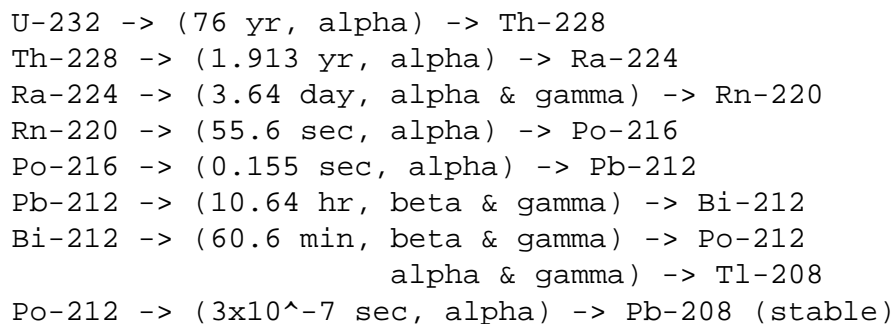 U-232 -> (76 yr, alpha) -> Th-228
Th-228 -> (1.913 yr, alpha) -> Ra-224
Ra-224 -> (3.64 day, alpha & gamma) -> Rn-220
Rn-220 -> (55.6 sec, alpha) -> Po-216
Po-216 -> (0.155 sec, alpha) -> Pb-212
Pb-212 -> (10.64 hr, beta & gamma) -> Bi-212
Bi-212 -> (60.6 min, beta & gamma) -> Po-212
alpha & gamma) -> Tl-208
Po-212 -> (3x10^-7 sec, alpha) -> Pb-208 (stable)